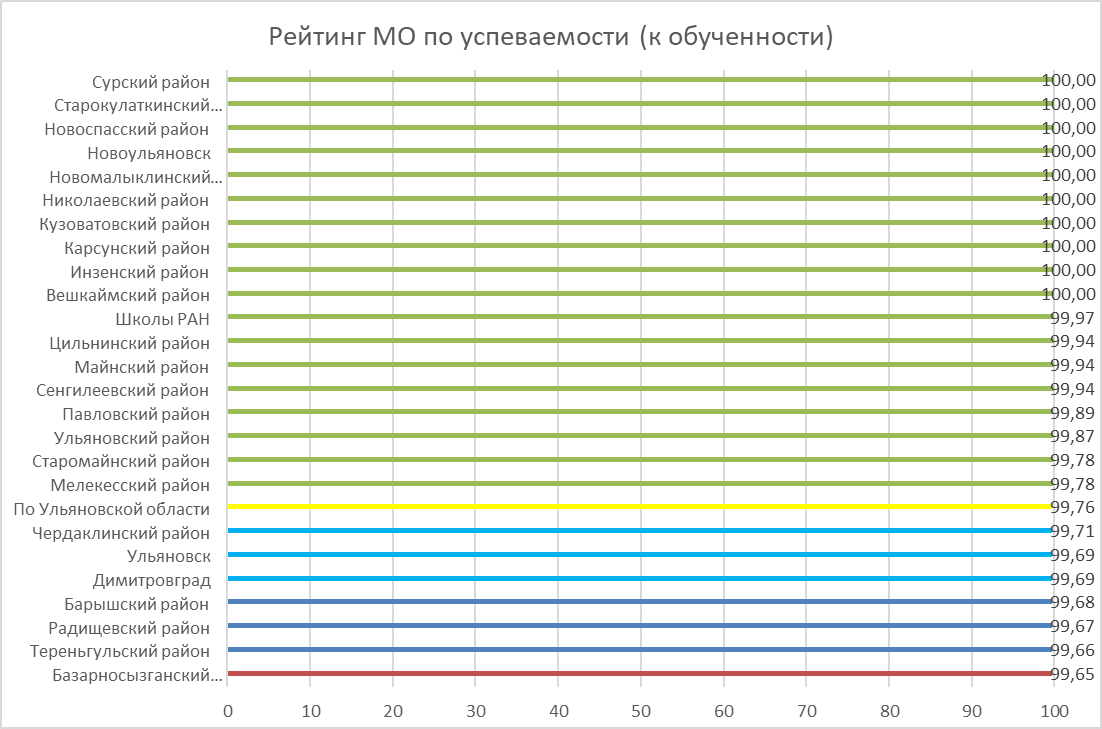 Рейтинг МО по успеваемости (к обученности)
Сурский район 100,00
Старокулаткинский... 100,00
Новоспасский район 100,00
Новоульяновск 100,00
Новомалыклинский... 100,00
Николаевский район 100,00
Кузоватовский район 100,00
Карсунский район 100,00
Инзенский район 100,00
Вешкаймский район 100,00
Школы РАН 99,97
Цильнинский район 99,94
Майнский район 99,94
Сенгилеевский район 99,94
Павловский район 99,89
Ульяновский район 99,87
Старомайнский район 99,78
Мелекесский район 99,78
По Ульяновской области 99,76
Чердаклинский район 99,71
Ульяновск 99,69
Димитровград 99,69
Барышский район 99,68
Радищевский район 99,67
Тереньгульский район 99,66
Базарносызганский... 99,65
0 10 20 30 40 50 60 70 80 90 100